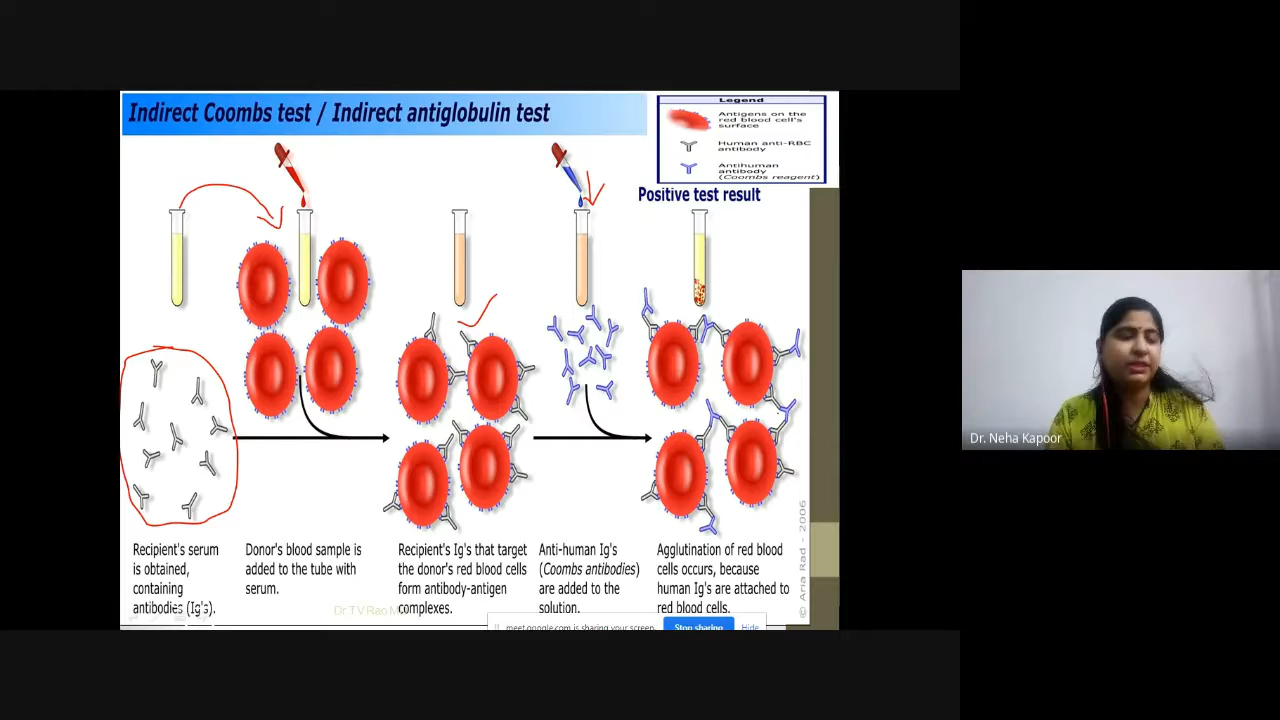 Indirect Coombs test / Indirect antiglobulin test
Legend
Antigens on the
red blood cell's
surface
Human anti-RBC
antibody
Antihuman
antibody
(Coombs reagent)
Positive test result
Recipient's serum
is obtained,
containing
antibodies (Ig's).
Donor's blood sample is
added to the tube with
serum.
Recipient's Ig's that target
the donor's red blood cells
form antibody-antigen
complexes.
Anti-human Ig's
(Coombs antibodies)
are added to the
solution.
Agglutination of red blood
cells occurs, because
human Ig's are attached to
red blood cells.
© Aria Rad - 2006
Dr T V Rao
meet.google.com is sharing your screen.
Stop sharing
Hide
Dr. Neha Kapoor